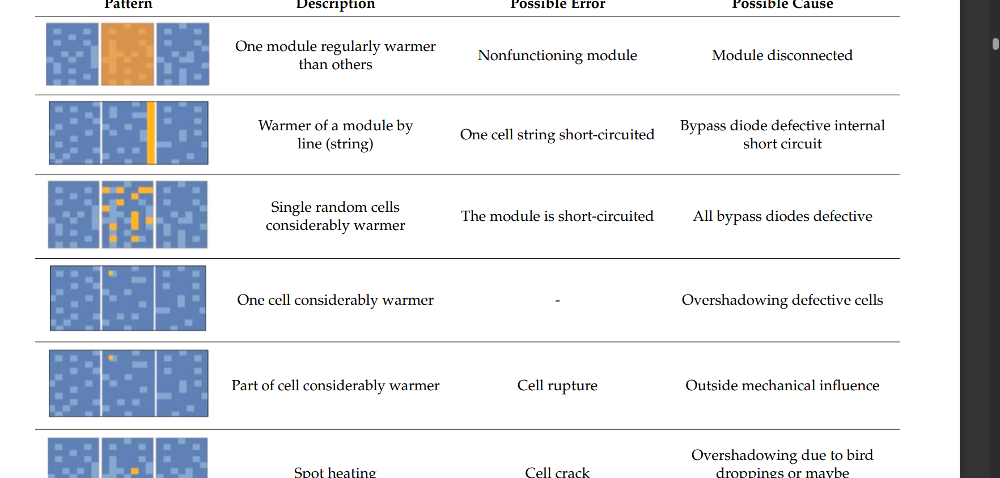 Pattern Description Possible Error Possible Cause
One module regularly warmer
than others
Nonfunctioning module
Module disconnected
Warmer of a module by
line (string)
One cell string short-circuited
Bypass diode defective internal
short circuit
Single random cells
considerably warmer
The module is short-circuited
All bypass diodes defective
One cell considerably warmer
-
Overshadowing defective cells
Part of cell considerably warmer
Cell rupture
Outside mechanical influence
Spot heating
Cell crack
Overshadowing due to bird
droppings or maybe